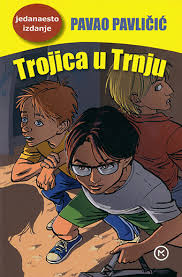 jedanaesto
izdanje
PAVAO PAVLIČIĆ
Trojica u Trnju
M